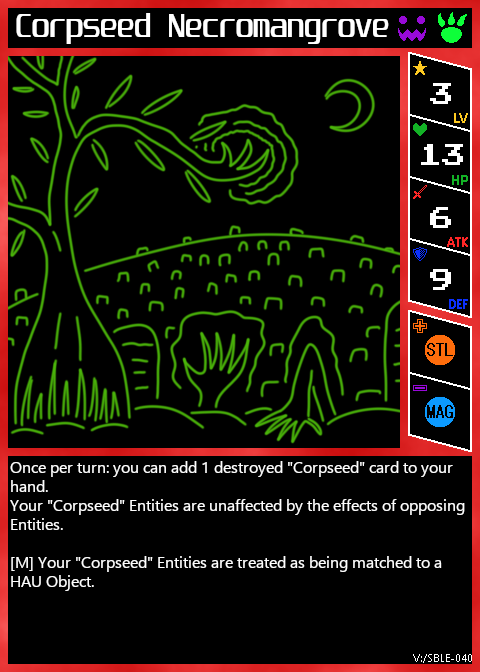 Corpseed Necromangrove
3
LV
13
HP
6
ATK
9
DEF
STL
MAG
Once per turn: you can add 1 destroyed "Corpseed" card to your
hand.
Your "Corpseed" Entities are unaffected by the effects of opposing
Entities.
[M] Your "Corpseed" Entities are treated as being matched to a
HAU Object.
V:/SBLE-040